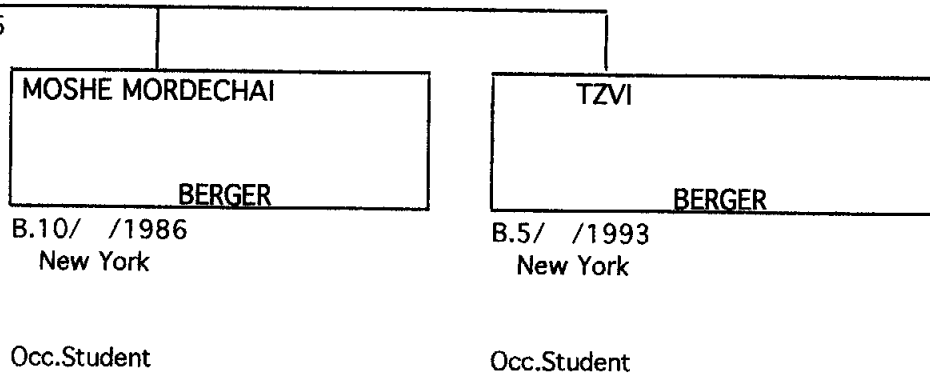 MOSHE MORDECHAI
BERGER
B.10/ /1986
New York
Occ.Student
TZVI
BERGER
B.5/ /1993
New York
Occ.Student